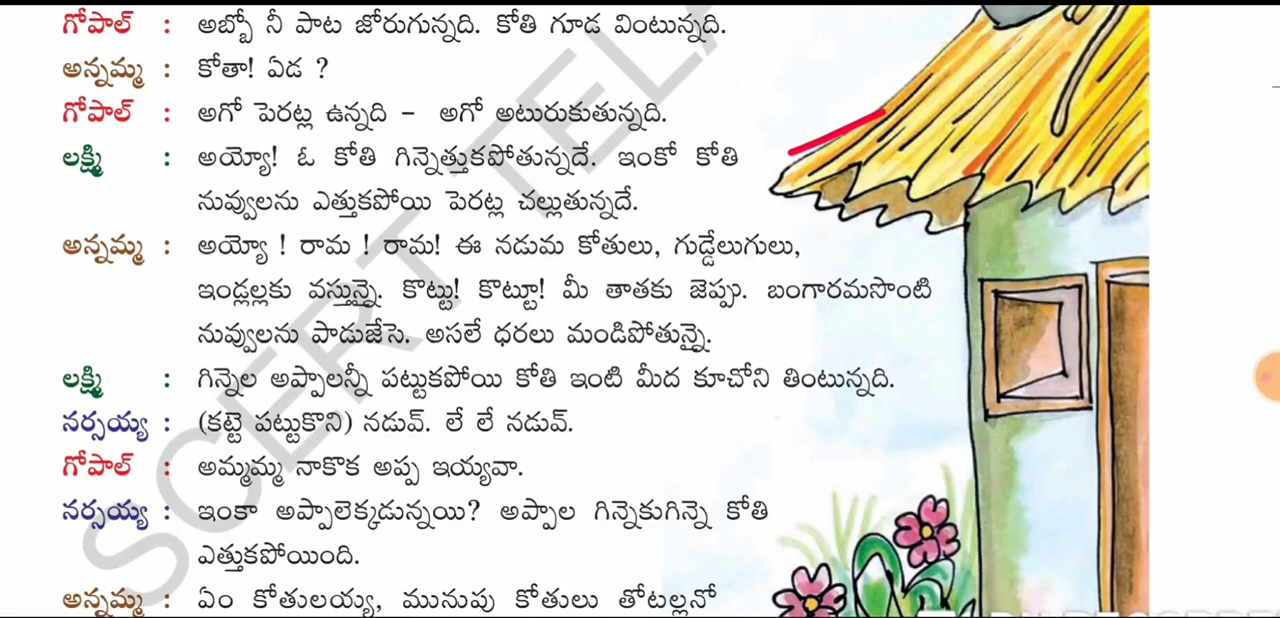 గోపాల్ : అబ్బో నీ పాట జోరుగున్నది. కోతి గూడ వింటున్నది.
అన్నమ్మ : కోతా! ఏడ ?
గోపాల్ : అగో పెరట్ల ఉన్నది – అగో అటురుకుతున్నది.
లక్ష్మి : అయ్యో! ఓ కోతి గిన్నెత్తుకపోతున్నదే. ఇంకో కోతి
నువ్వులను ఎత్తుకపోయి పెరట్ల చల్లుతున్నదే.
అన్నమ్మ : అయ్యో ! రామ ! రామ! ఈ నడుమ కోతులు, గుడ్డేలుగులు,
ఇండ్లల్లకు వస్తున్నై. కొట్టు! కొట్టూ! మీ తాతకు జెప్పు. బంగారమసొంటి
నువ్వులను పాడుజేసె. అసలే ధరలు మండిపోతున్నై.
లక్ష్మి : గిన్నెల అప్పాలన్నీ పట్టుకపోయి కోతి ఇంటి మీద కూచోని తింటున్నది.
నర్సయ్య : (కట్టె పట్టుకొని) నడువ్. లే లే నడువ్.
గోపాల్ : అమ్మమ్మ నాకొక అప్ప ఇయ్యవా.
నర్సయ్య : ఇంకా అప్పాలెక్కడున్నయి? అప్పాల గిన్నెకుగిన్నె కోతి
ఎత్తుకపోయింది.
అన్నమ్మ : ఏం కోతులయ్య, మునుపు కోతులు తోటల్లనో
SCERT TELA